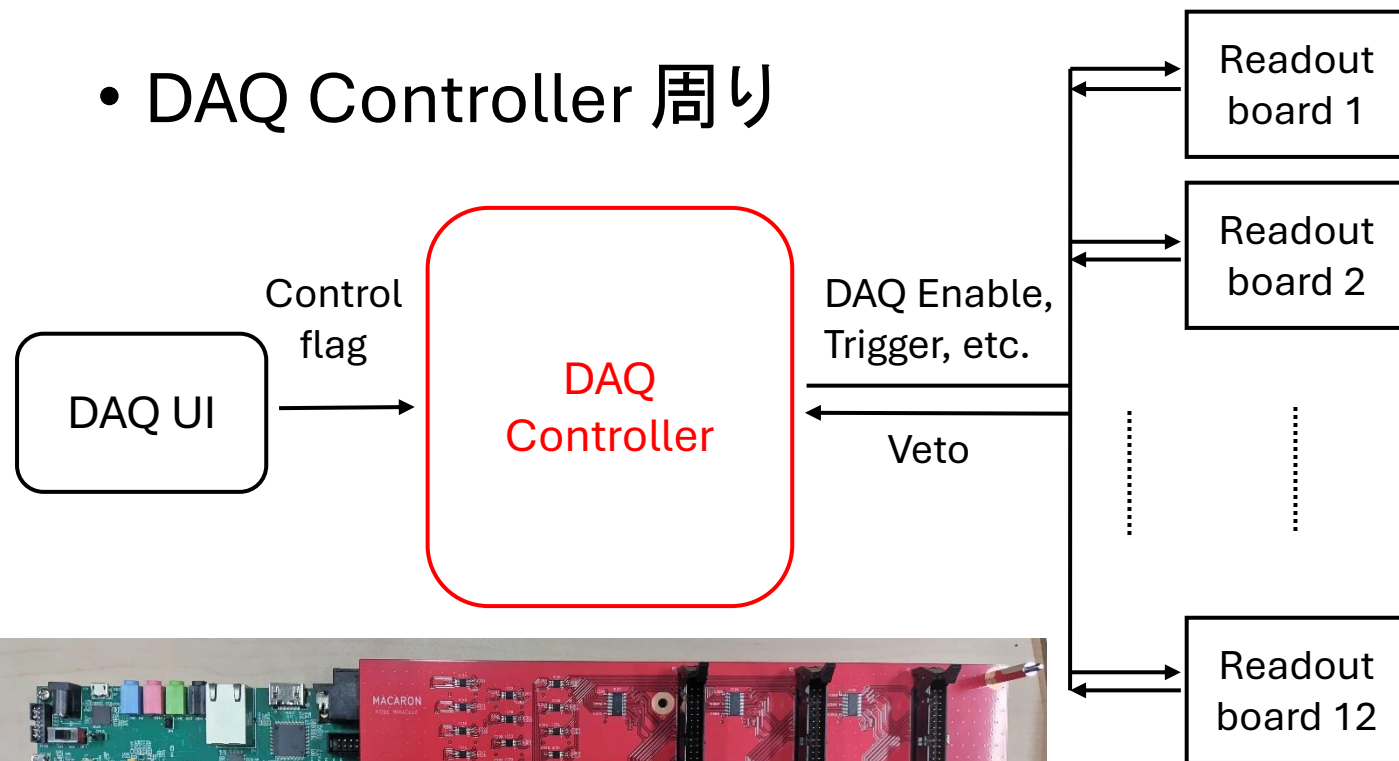 • DAQ Controller 周り
Readout
board 1
Readout
board 2
Control
flag
DAQ Enable,
Trigger, etc.
DAQ UI
DAQ
Controller
Veto
Readout
board 12
MACARON